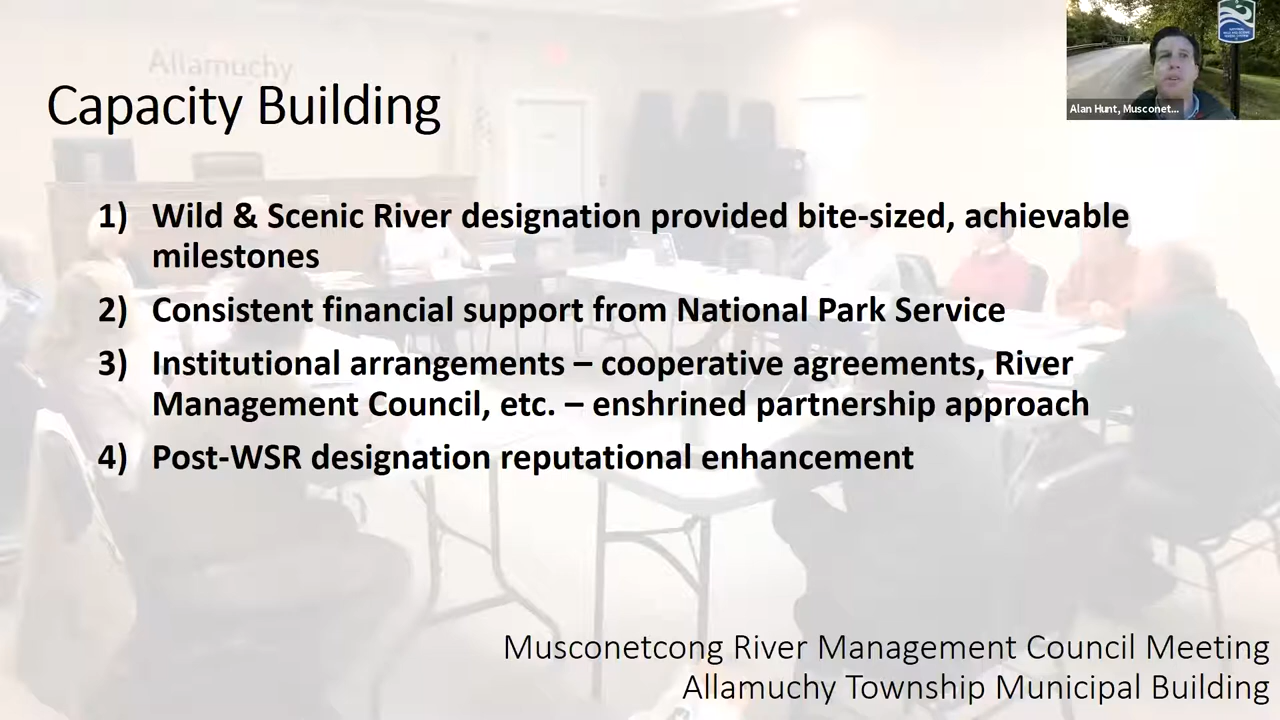 Allamuchy
Capacity Building
Alan Hunt, Musconet...
1) Wild & Scenic River designation provided bite-sized, achievable
milestones
2) Consistent financial support from National Park Service
3) Institutional arrangements – cooperative agreements, River
Management Council, etc. – enshrined partnership approach
4) Post-WSR designation reputational enhancement
Musconetcong River Management Council Meeting
Allamuchy Township Municipal Building